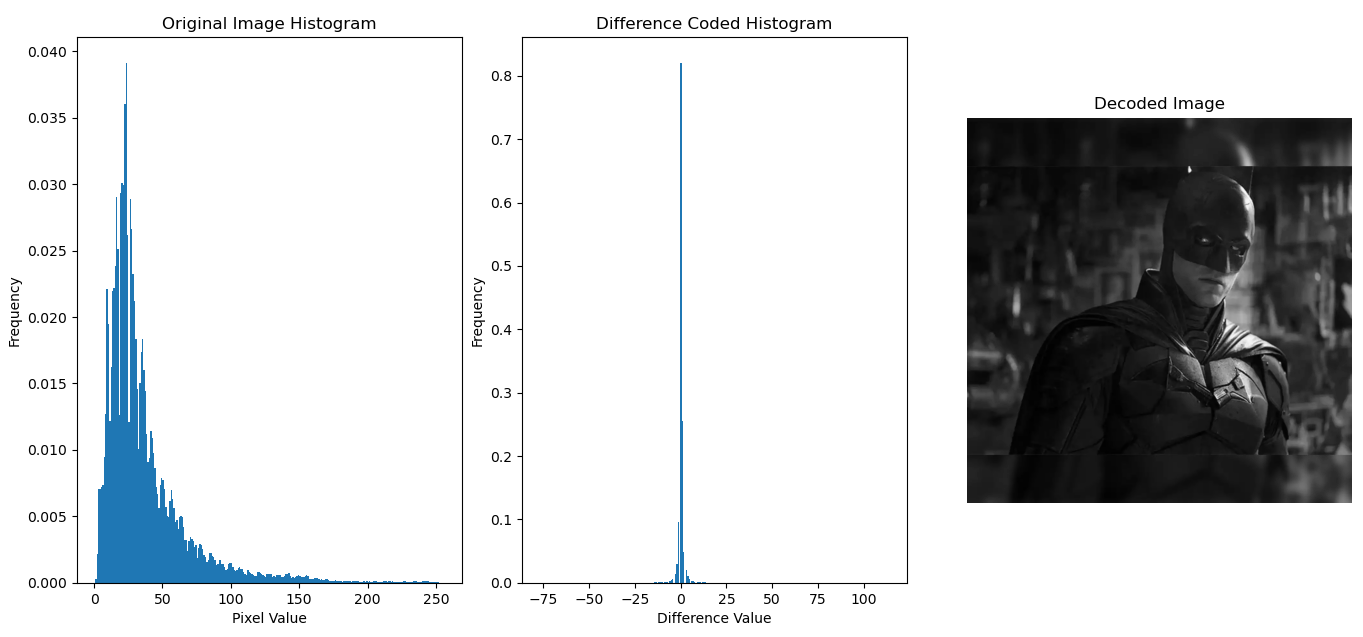 Original Image Histogram
0.040
0.035
0.030
0.025
0.020
0.015
0.010
0.005
0.000
Frequency
0 50 100 150 200 250
Pixel Value
Difference Coded Histogram
0.8
0.7
0.6
0.5
0.4
0.3
0.2
0.1
0.0
Frequency
−75 −50 −25 0 25 50 75 100
Difference Value
Decoded Image